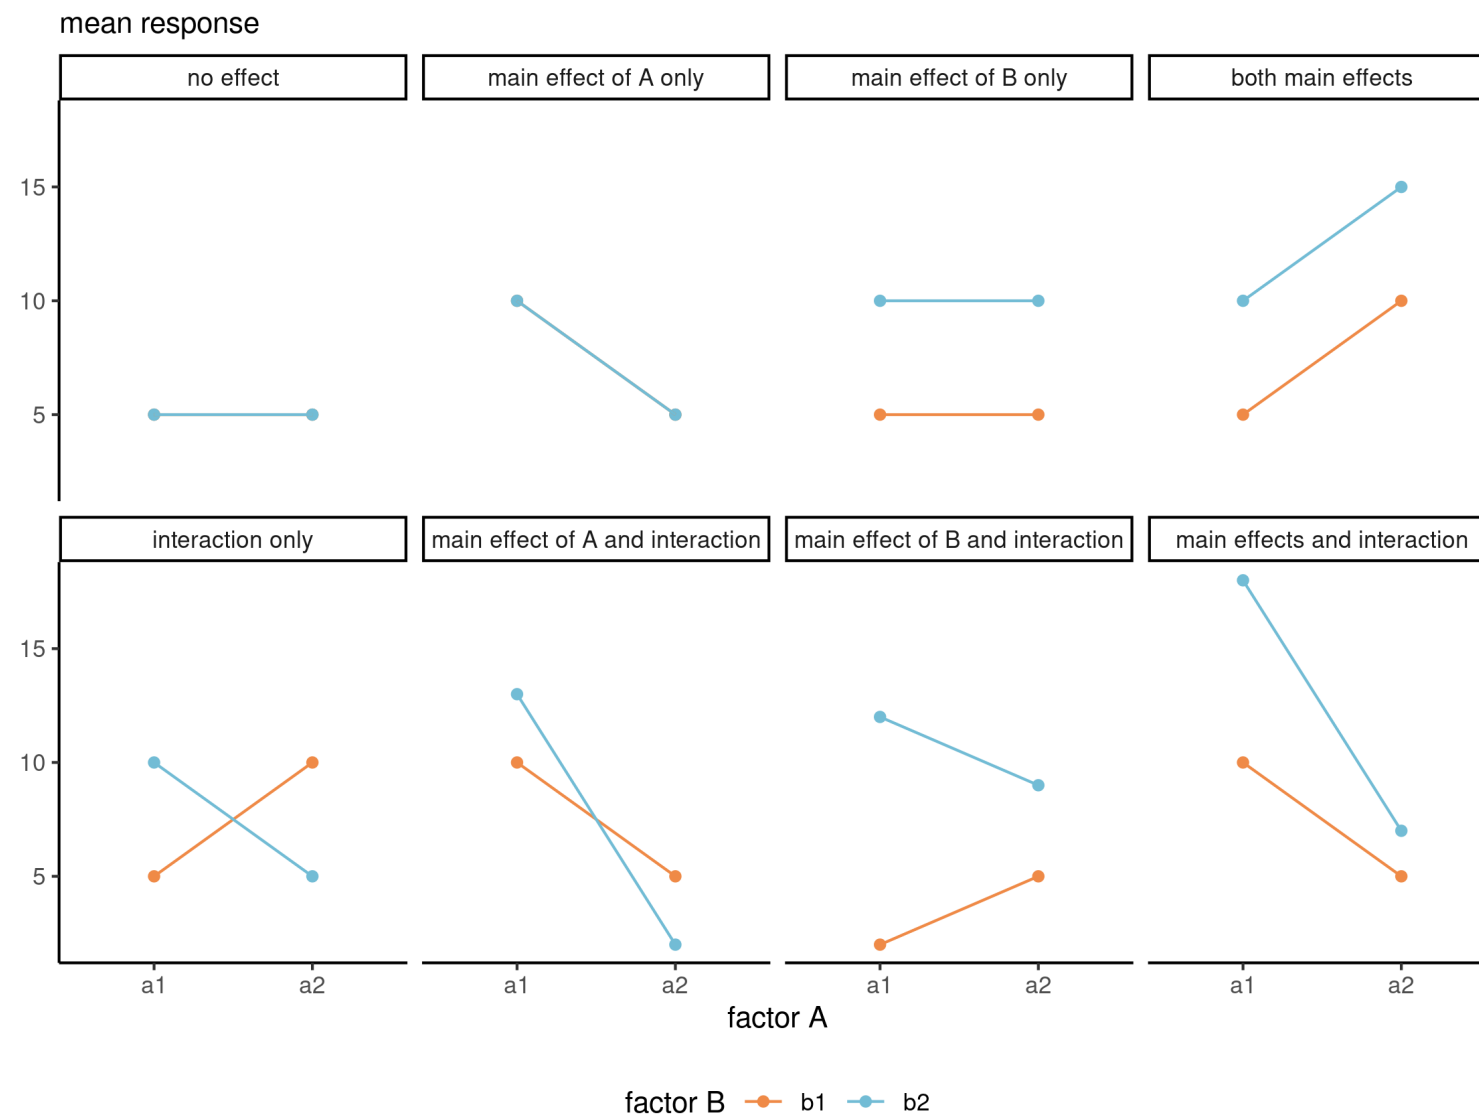 mean response
no effect
main effect of A only
main effect of B only
both main effects
15
10
5
interaction only
main effect of A and interaction
main effect of B and interaction
main effects and interaction
15
10
5
a1 a2 a1 a2 a1 a2 a1 a2
factor A
factor B b1 b2